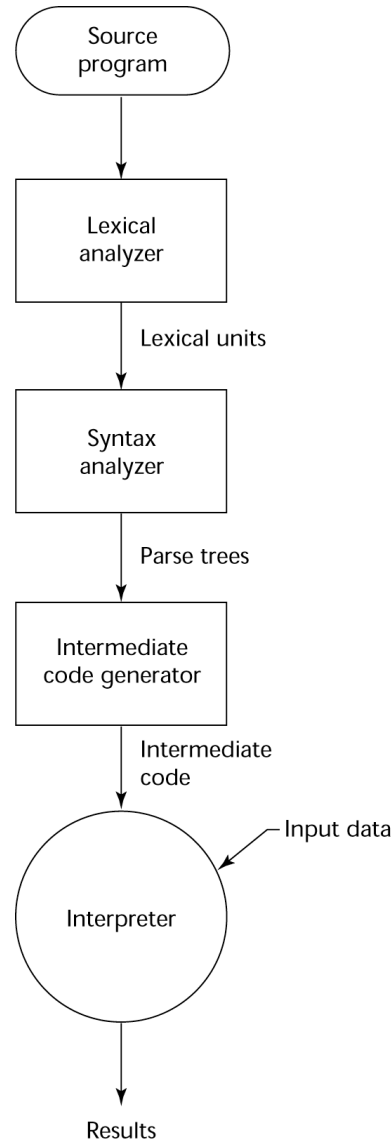 Source
program
Lexical
analyzer
Lexical units
Syntax
analyzer
Parse trees
Intermediate
code generator
Intermediate
code
Input data
Interpreter
Results